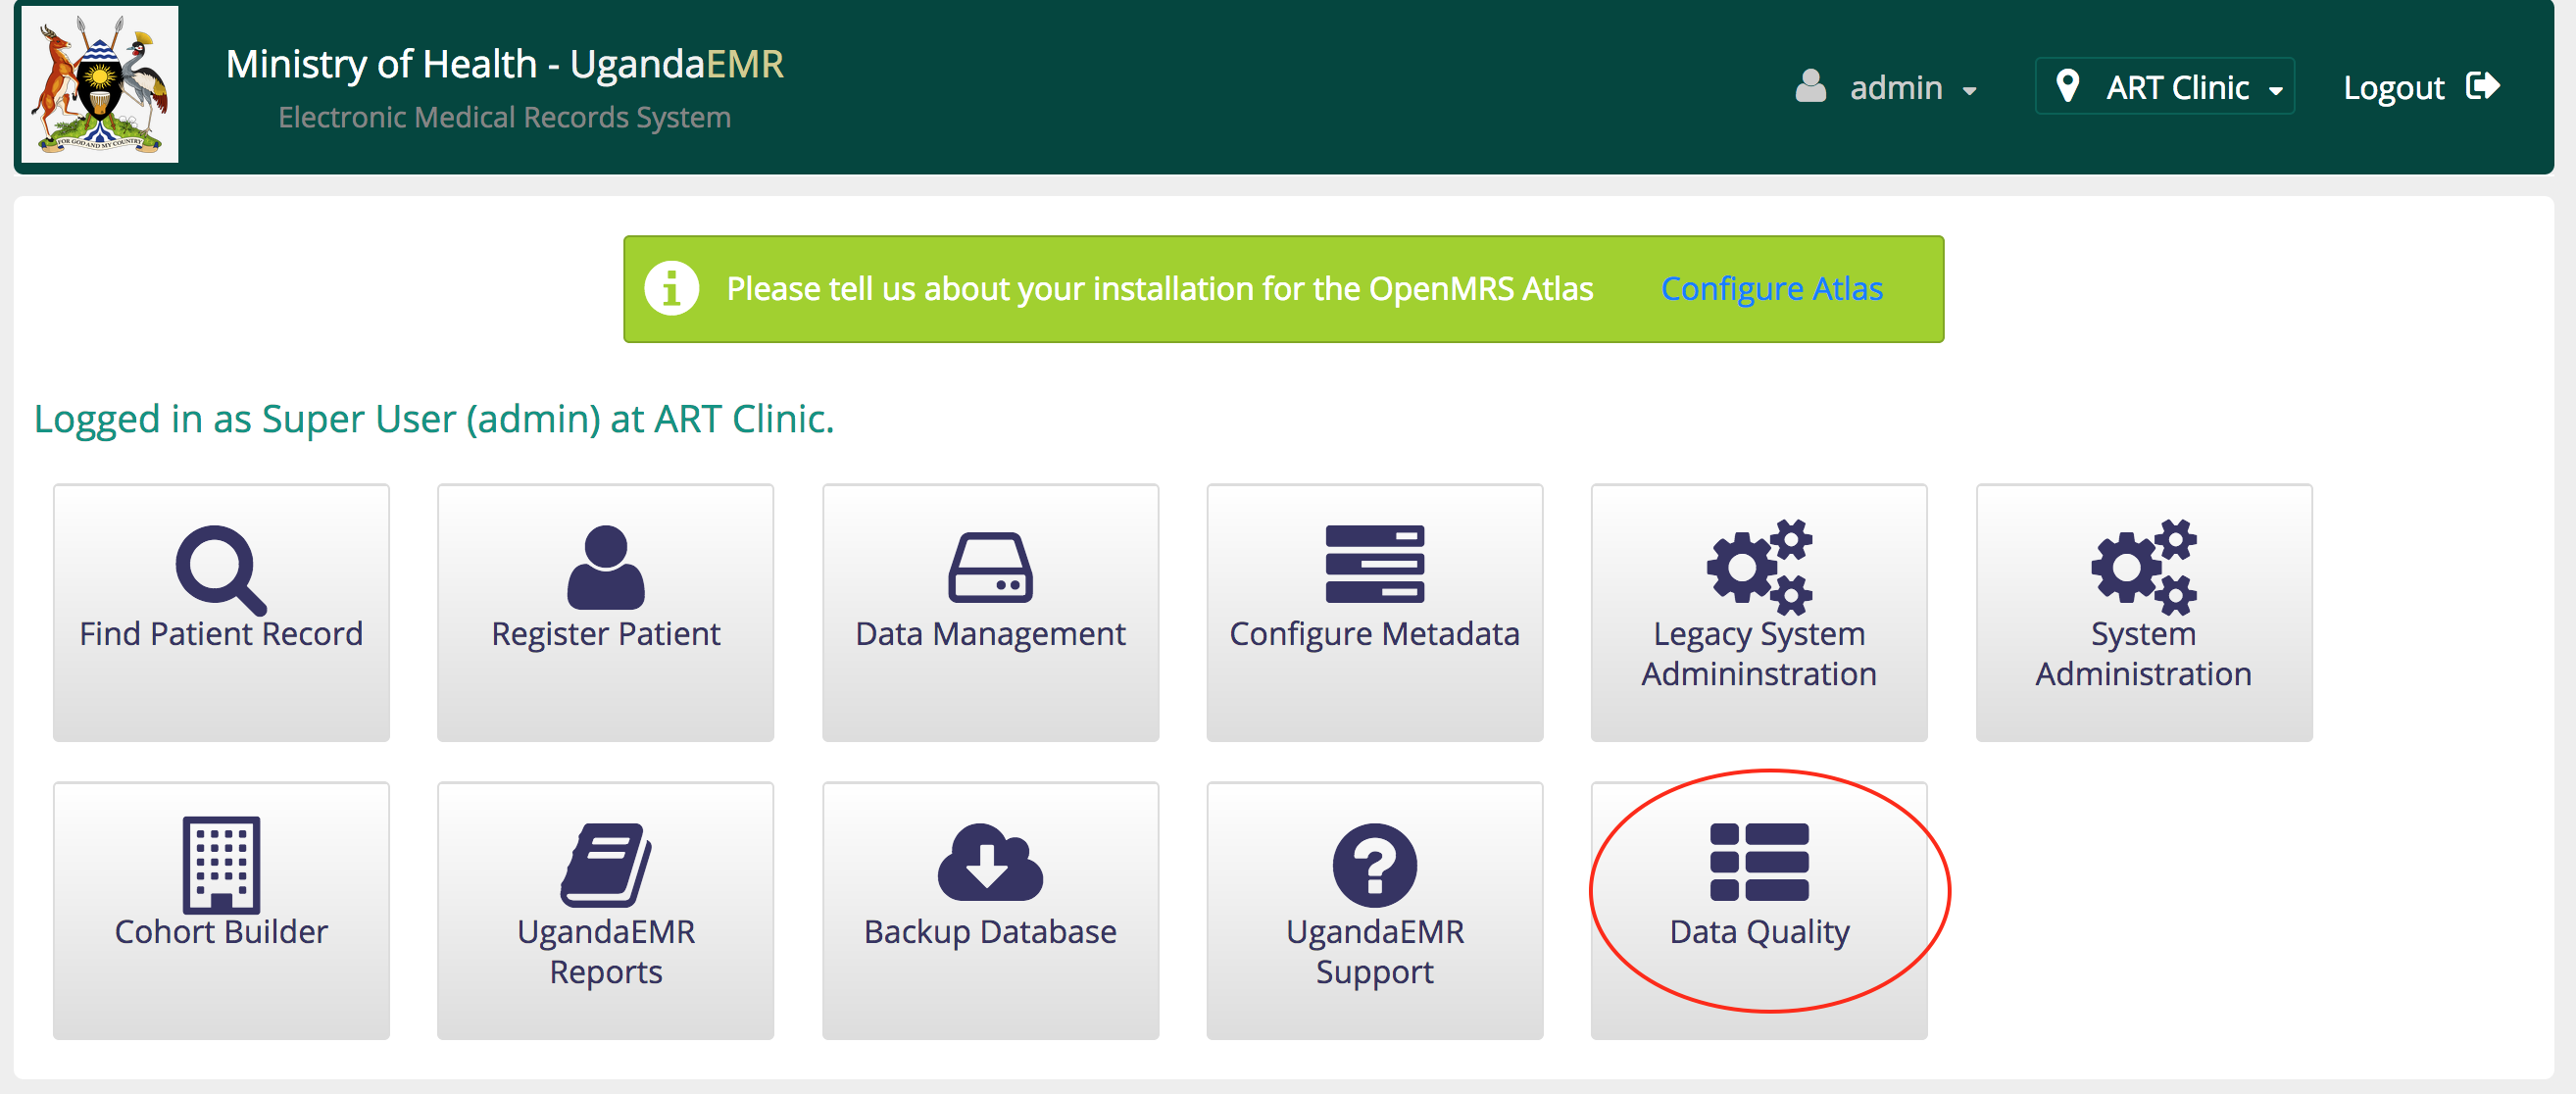 Ministry of Health - UgandaEMR
Electronic Medical Records System
admin
ART Clinic
Logout
FOR GOD AND MY COUNTRY
Please tell us about your installation for the OpenMRS Atlas
Configure Atlas
Logged in as Super User (admin) at ART Clinic.
Find Patient Record
Register Patient
Data Management
Configure Metadata
Legacy System
Admininstration
System
Administration
Cohort Builder
UgandaEMR
Reports
Backup Database
UgandaEMR
Support
Data Quality